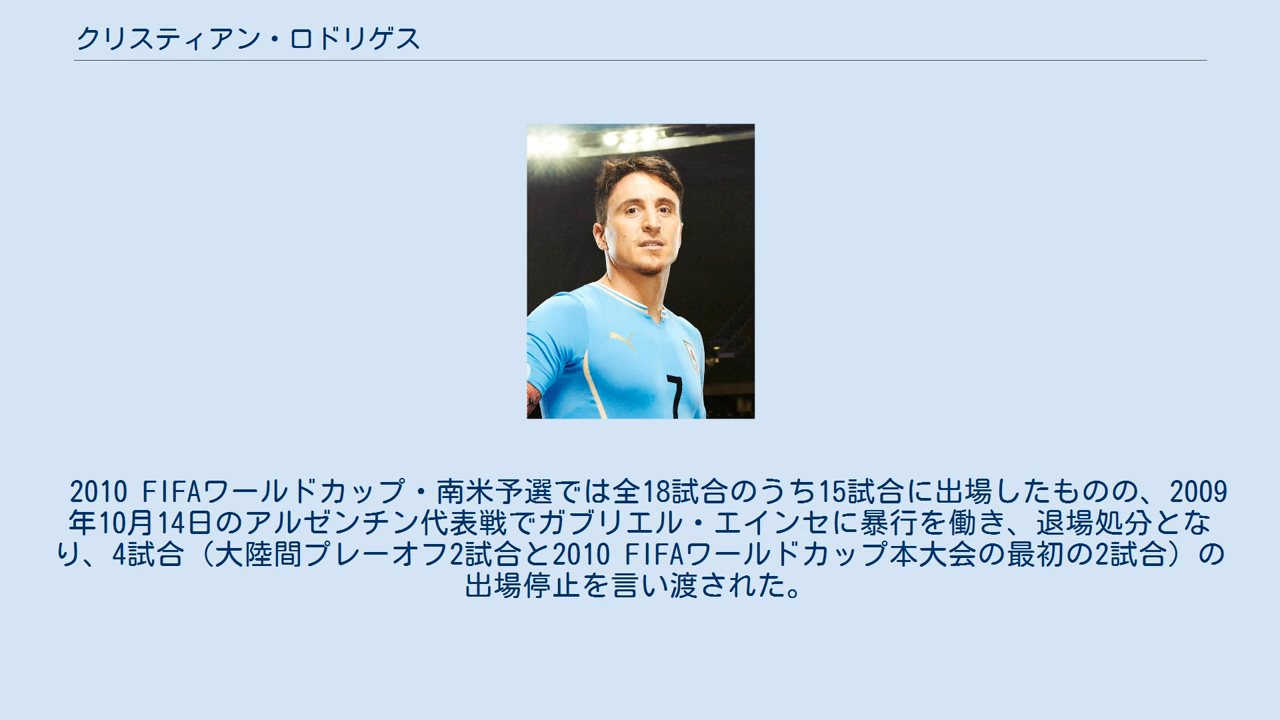 クリスティアン・ロドリゲス
7
2010 FIFAワールドカップ・南米予選では全18試合のうち15試合に出場したものの、2009
年10月14日のアルゼンチン代表戦でガブリエル・エインセに暴行を働き、退場処分とな
り、4試合（大陸間プレーオフ2試合と2010 FIFAワールドカップ本大会の最初の2試合）の
出場停止を言い渡された。